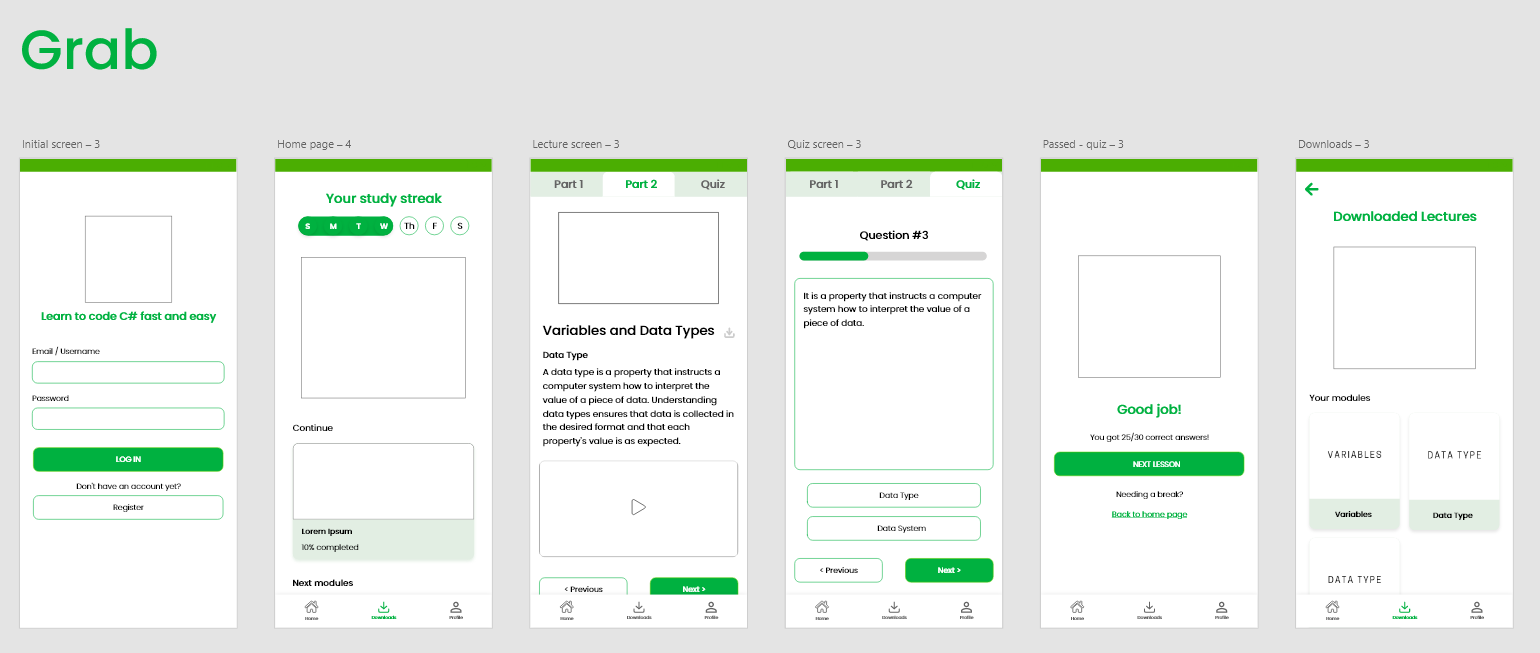 Grab
Initial screen – 3
Learn to code C# fast and easy
Email / Username
Password
LOG IN
Don't have an account yet?
Register
Home page – 4
Your study streak
S M T W Th F S
Continue
Lorem Ipsum
10% completed
Next modules
Home Downloads Profile
Lecture screen – 3
Part 1 Part 2 Quiz
Variables and Data Types
Data Type
A data type is a property that instructs a
computer system how to interpret the
value of a piece of data. Understanding
data types ensures that data is collected in
the desired format and that each
property's value is as expected.
< Previous Next >
Home Downloads Profile
Quiz screen – 3
Part 1 Part 2 Quiz
Question #3
It is a property that instructs a computer
system how to interpret the value of a
piece of data.
Data Type
Data System
< Previous Next >
Home Downloads Profile
Passed - quiz – 3
Good job!
You got 25/30 correct answers!
NEXT LESSON
Needing a break?
Back to home page
Home Downloads Profile
Downloads – 3
Downloaded Lectures
Your modules
VARIABLES DATA TYPE
Variables Data Type
DATA TYPE
Home Downloads Profile